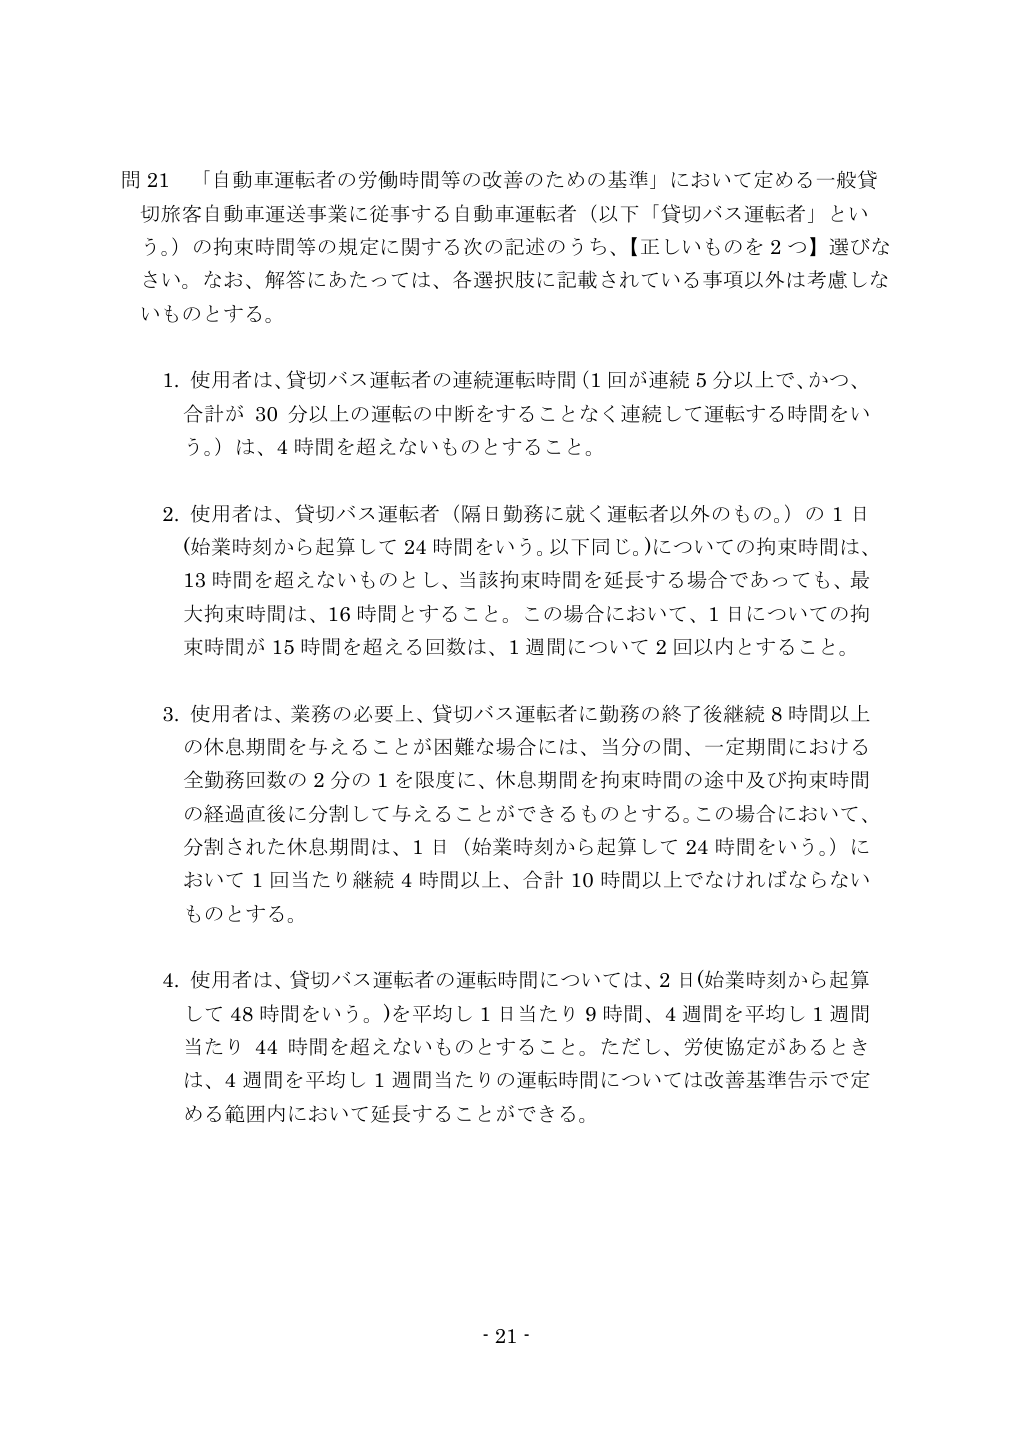 問 21　「自動車運転者の労働時間等の改善のための基準」において定める一般貸
切旅客自動車運送事業に従事する自動車運転者（以下「貸切バス運転者」とい
う。）の拘束時間等の規定に関する次の記述のうち、【正しいものを 2 つ】選びな
さい。なお、解答にあたっては、各選択肢に記載されている事項以外は考慮しな
いものとする。
1. 使用者は、貸切バス運転者の連続運転時間 (1 回が連続 5 分以上で、かつ、
合計が 30 分以上の運転の中断をすることなく連続して運転する時間をい
う。）は、4 時間を超えないものとすること。
2. 使用者は、貸切バス運転者（隔日勤務に就く運転者以外のもの。）の 1 日
(始業時刻から起算して 24 時間をいう。以下同じ。)についての拘束時間は、
13 時間を超えないものとし、当該拘束時間を延長する場合であっても、最
大拘束時間は、16 時間とすること。この場合において、1 日についての拘
束時間が 15 時間を超える回数は、1 週間について 2 回以内とすること。
3. 使用者は、業務の必要上、貸切バス運転者に勤務の終了後継続 8 時間以上
の休息期間を与えることが困難な場合には、当分の間、一定期間における
全勤務回数の 2 分の 1 を限度に、休息期間を拘束時間の途中及び拘束時間
の経過直後に分割して与えることができるものとする。この場合において、
分割された休息期間は、1 日（始業時刻から起算して 24 時間をいう。）に
おいて 1 回当たり継続 4 時間以上、合計 10 時間以上でなければならない
ものとする。
4. 使用者は、貸切バス運転者の運転時間については、2 日(始業時刻から起算
して 48 時間をいう。)を平均し 1 日当たり 9 時間、4 週間を平均し 1 週間
当たり 44 時間を超えないものとすること。ただし、労使協定があるとき
は、4 週間を平均し 1 週間当たりの運転時間については改善基準告示で定
める範囲内において延長することができる。
- 21 -